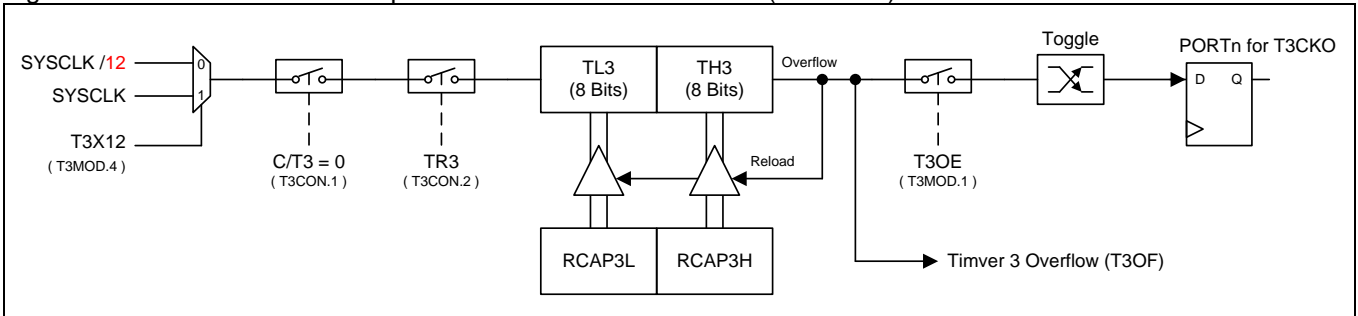 SYSCLK /12
SYSCLK
T3X12
( T3MOD.4 )
0
1
C/T3 = 0
( T3CON.1 )
TR3
( T3CON.2 )
TL3
(8 Bits)
TH3
(8 Bits)
Overflow
Reload
RCAP3L
RCAP3H
T3OE
( T3MOD.1 )
Toggle
PORTn for T3CKO
D Q
Timver 3 Overflow (T3OF)